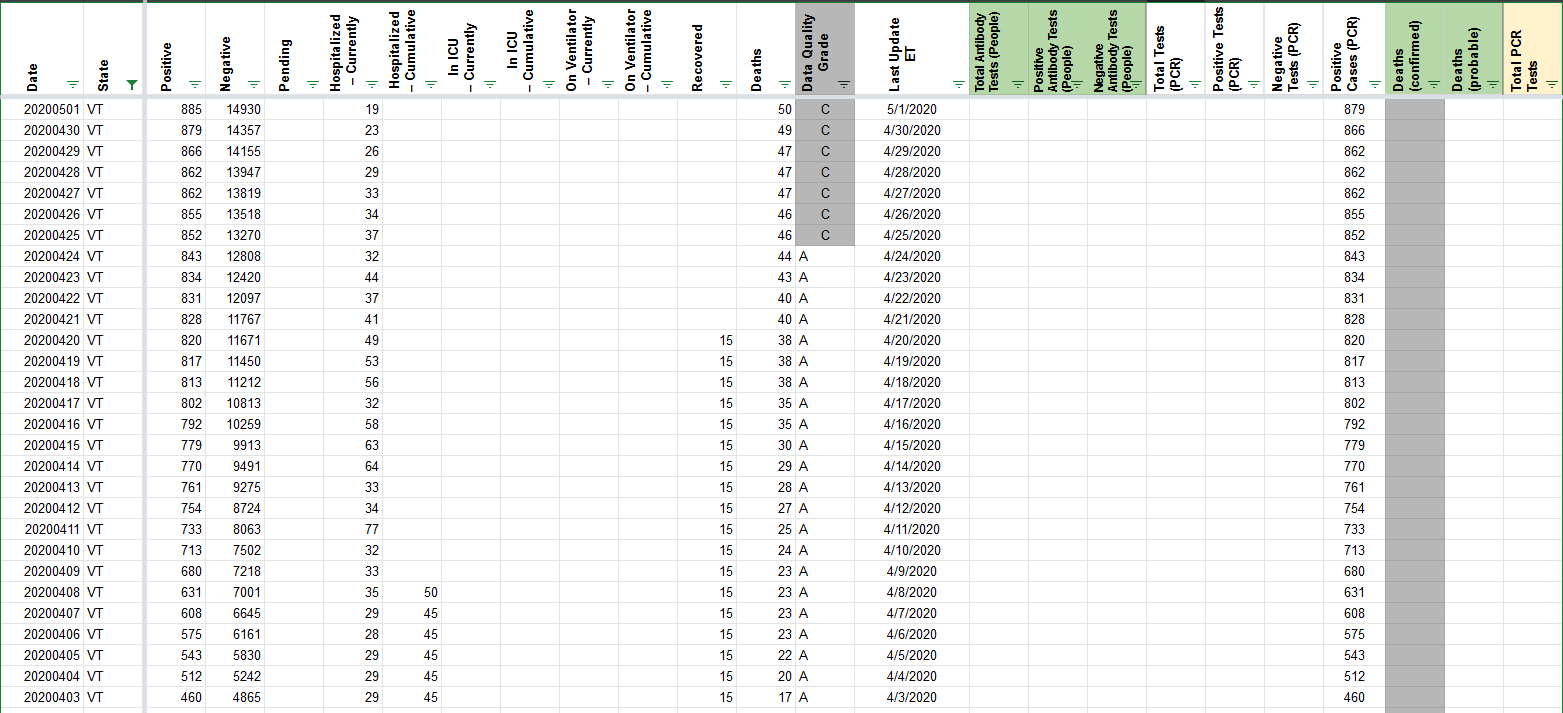 Date State Positive Negative Pending Hospitalized – Currently Hospitalized – Cumulative In ICU – Currently In ICU – Cumulative On Ventilator – Currently On Ventilator – Cumulative Recovered Deaths Data Quality Grade Last Update ET Total Antibody Tests (People) Positive Antibody Tests (People) Negative Antibody Tests (People) Total Tests (PCR) Positive Tests (PCR) Negative Tests (PCR) Positive Cases (PCR) Deaths (confirmed) Deaths (probable) Total PCR Tests
20200501 VT 885 14930 19 50 C 5/1/2020 879
20200430 VT 879 14357 23 49 C 4/30/2020 866
20200429 VT 866 14155 26 47 C 4/29/2020 862
20200428 VT 862 13947 29 47 C 4/28/2020 862
20200427 VT 862 13819 33 47 C 4/27/2020 862
20200426 VT 855 13518 34 46 C 4/26/2020 855
20200425 VT 852 13270 37 46 C 4/25/2020 852
20200424 VT 843 12808 32 44 A 4/24/2020 843
20200423 VT 834 12420 44 43 A 4/23/2020 834
20200422 VT 831 12097 37 40 A 4/22/2020 831
20200421 VT 828 11767 41 40 A 4/21/2020 828
20200420 VT 820 11671 49 15 38 A 4/20/2020 820
20200419 VT 817 11450 53 15 38 A 4/19/2020 817
20200418 VT 813 11212 56 15 38 A 4/18/2020 813
20200417 VT 802 10813 32 15 35 A 4/17/2020 802
20200416 VT 792 10259 58 15 35 A 4/16/2020 792
20200415 VT 779 9913 63 15 30 A 4/15/2020 779
20200414 VT 770 9491 64 15 29 A 4/14/2020 770
20200413 VT 761 9275 33 15 28 A 4/13/2020 761
20200412 VT 754 8724 34 15 27 A 4/12/2020 754
20200411 VT 733 8063 77 15 25 A 4/11/2020 733
20200410 VT 713 7502 32 15 24 A 4/10/2020 713
20200409 VT 680 7218 33 15 23 A 4/9/2020 680
20200408 VT 631 7001 35 50 15 23 A 4/8/2020 631
20200407 VT 608 6645 29 45 15 23 A 4/7/2020 608
20200406 VT 575 6161 28 45 15 23 A 4/6/2020 575
20200405 VT 543 5830 29 45 15 22 A 4/5/2020 543
20200404 VT 512 5242 29 45 15 20 A 4/4/2020 512
20200403 VT 460 4865 29 45 15 17 A 4/3/2020 460